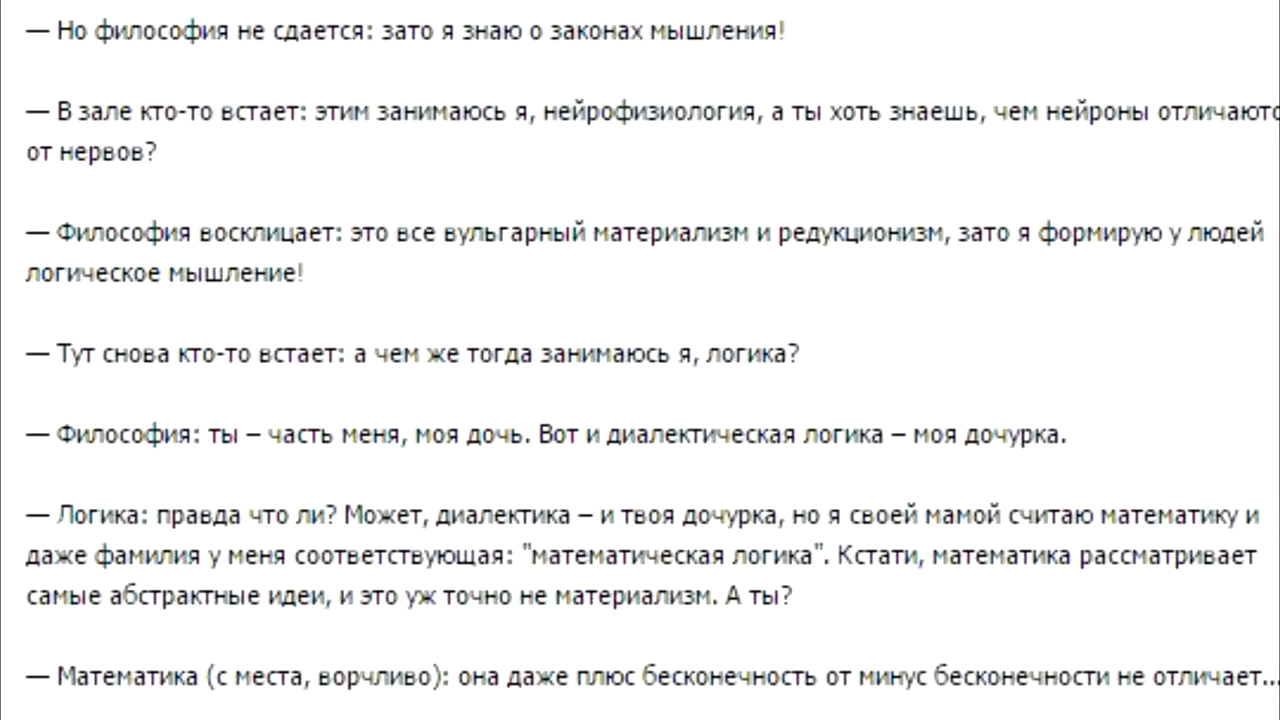 — Но философия не сдается: зато я знаю о законах мышления!
— В зале кто-то встает: этим занимаюсь я, нейрофизиология, а ты хоть знаешь, чем нейроны отличаютс
от нервов?
— Философия восклицает: это все вульгарный материализм и редукционизм, зато я формирую у людей
логическое мышление!
— Тут снова кто-то встает: а чем же тогда занимаюсь я, логика?
— Философия: ты – часть меня, моя дочь. Вот и диалектическая логика – моя дочурка.
— Логика: правда что ли? Может, диалектика – и твоя дочурка, но я своей мамой считаю математику и
даже фамилия у меня соответствующая: "математическая логика". Кстати, математика рассматривает
самые абстрактные идеи, и это уж точно не материализм. А ты?
— Математика (с места, ворчливо): она даже плюс бесконечность от минус бесконечности не отличает...